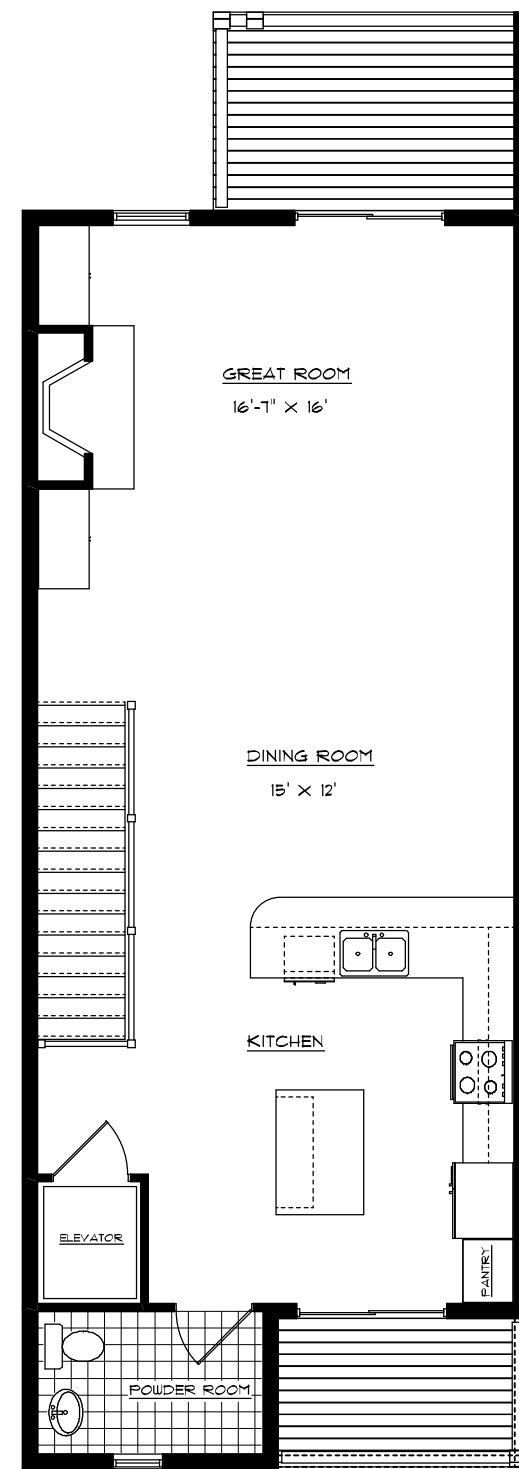 GREAT ROOM
16'-7" X 16'
DINING ROOM
15' X 12'
KITCHEN
ELEVATOR
PANTRY
POWDER ROOM